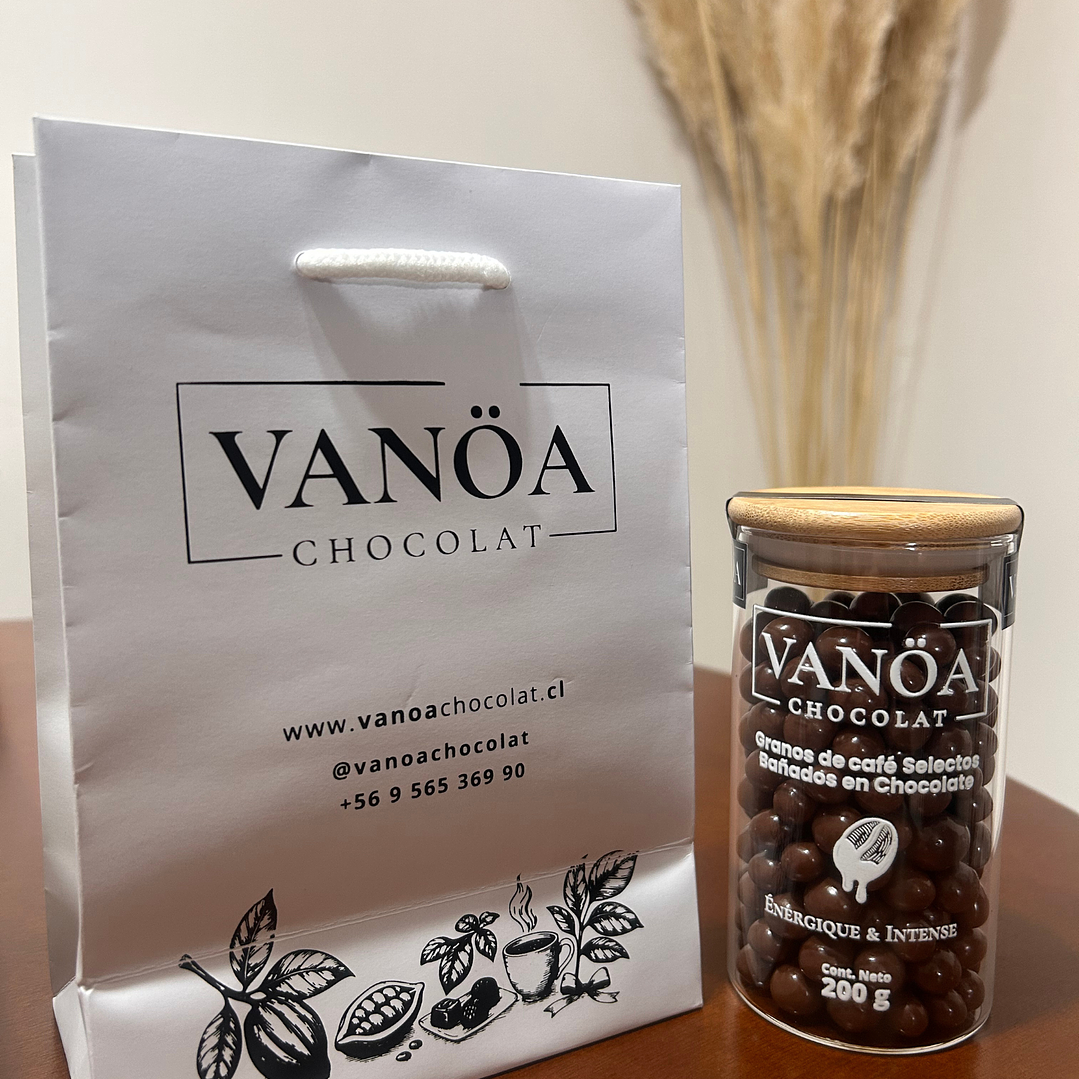 VANÖA
CHOCOLAT
www.vanoachocolat.cl
@vanoachocolat
+56 9 565 369 90
VANÖA
CHOCOLAT
Granos de café Selectos
Bañados en Chocolate
ÉNÉRGIQUE & INTENSE
Cont. Neto
200 g